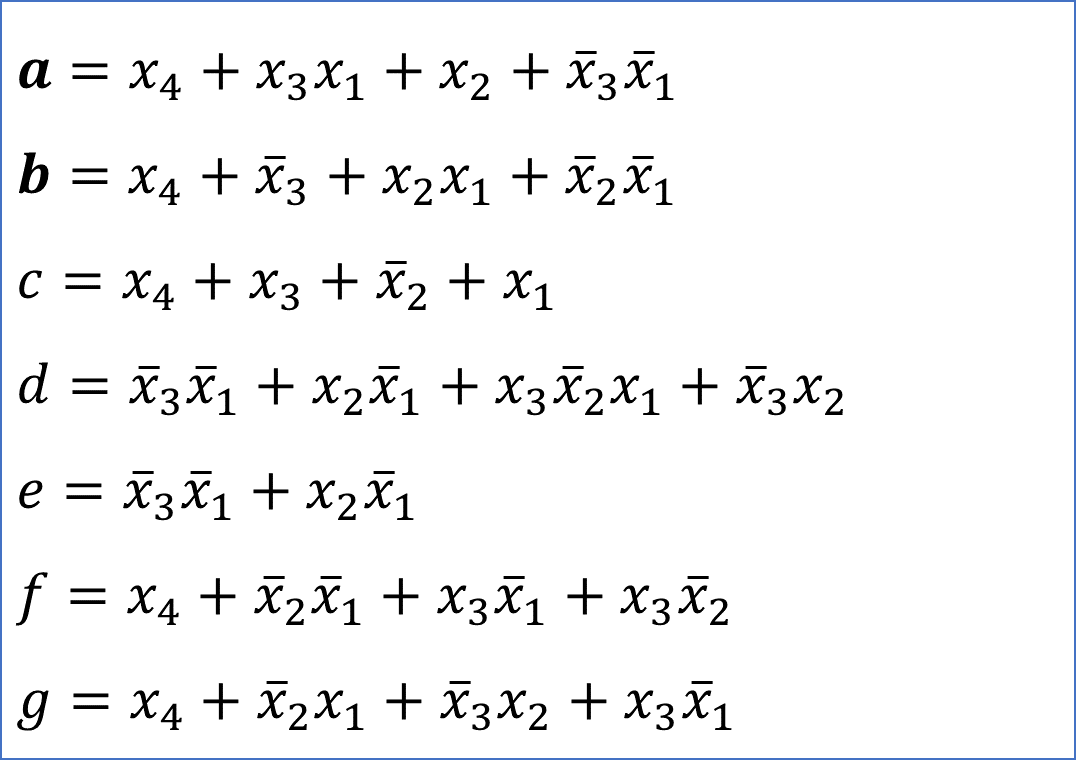 a = x₄ + x₃x₁ + x₂ + x̄₃x̄₁
b = x₄ + x̄₃ + x₂x₁ + x̄₂x̄₁
c = x₄ + x₃ + x̄₂ + x₁
d = x̄₃x̄₁ + x₂x̄₁ + x₃x̄₂x₁ + x̄₃x₂
e = x̄₃x̄₁ + x₂x̄₁
f = x₄ + x̄₂x̄₁ + x₃x̄₁ + x₃x̄₂
g = x₄ + x̄₂x₁ + x̄₃x₂ + x₃x̄₁